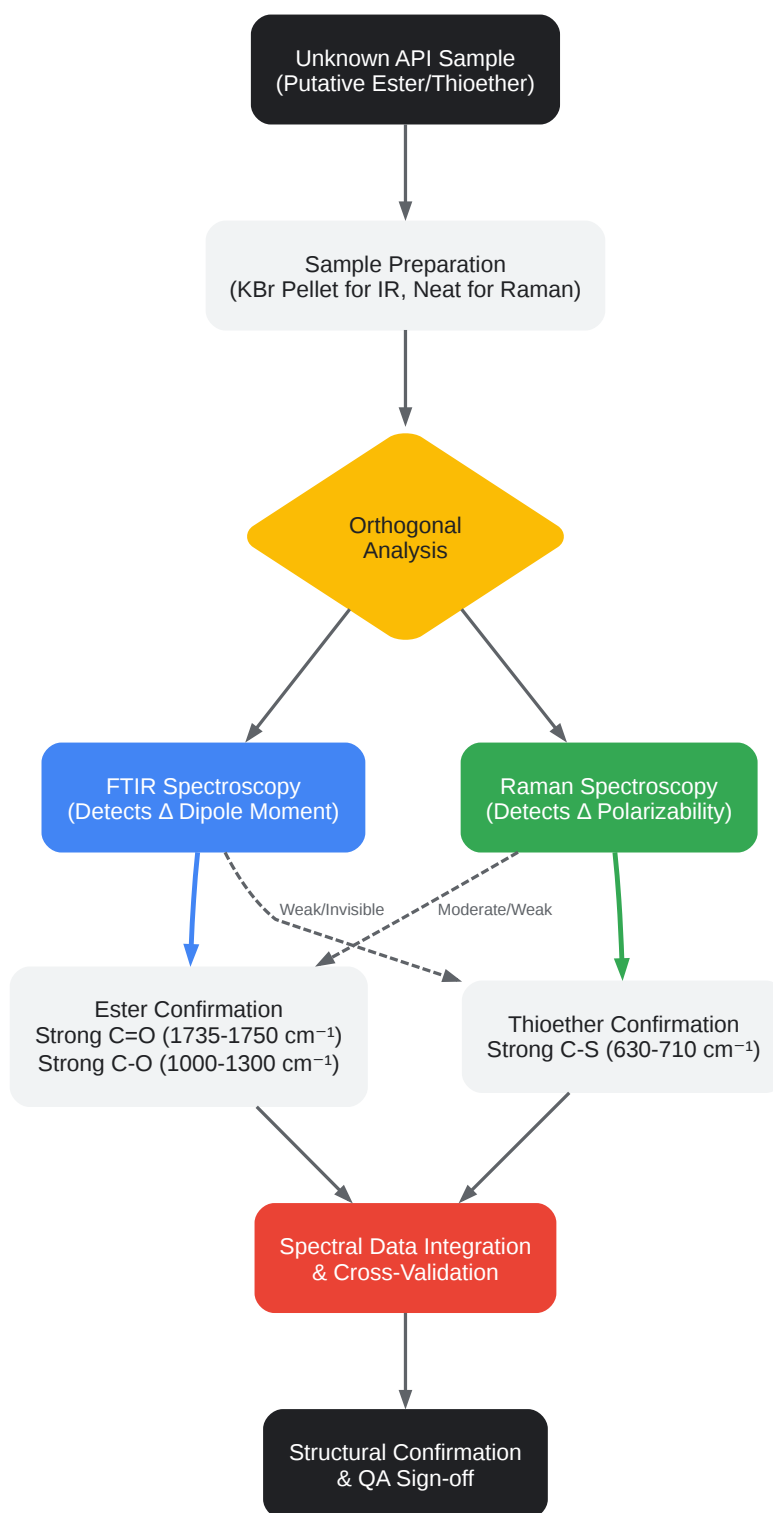 Unknown API Sample
(Putative Ester/Thioether)
Sample Preparation
(KBr Pellet for IR, Neat for Raman)
Orthogonal
Analysis
FTIR Spectroscopy
(Detects Δ Dipole Moment)
Raman Spectroscopy
(Detects Δ Polarizability)
Weak/Invisible
Moderate/Weak
Ester Confirmation
Strong C=O (1735-1750 cm⁻¹)
Strong C-O (1000-1300 cm⁻¹)
Thioether Confirmation
Strong C-S (630-710 cm⁻¹)
Spectral Data Integration
& Cross-Validation
Structural Confirmation
& QA Sign-off